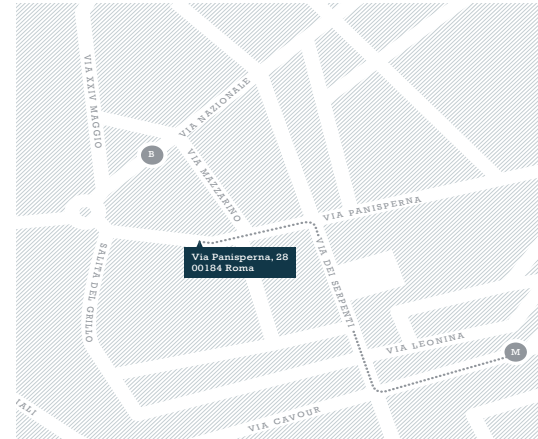 VIA XXIV MAGGIO
VIA NAZIONALE
B
VIA MAZZARINO
VIA PANISPERNA
Via Panisperna, 28
00184 Roma
SALITA DEL GRILLO
VIA DEI SERPENTI
VIA LEONINA
M
IALI
VIA CAVOUR